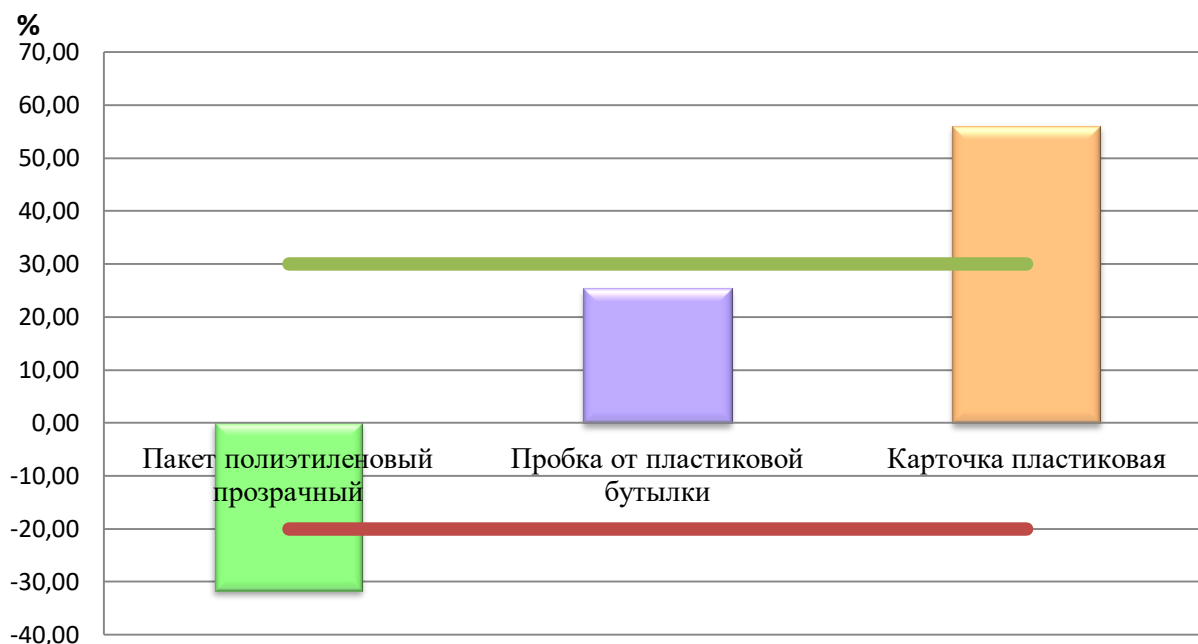 %
70,00
60,00
50,00
40,00
30,00
20,00
10,00
0,00
-10,00
-20,00
-30,00
-40,00
Пакет полиэтиленовый
прозрачный
Пробка от пластиковой
бутылки
Карточка пластиковая